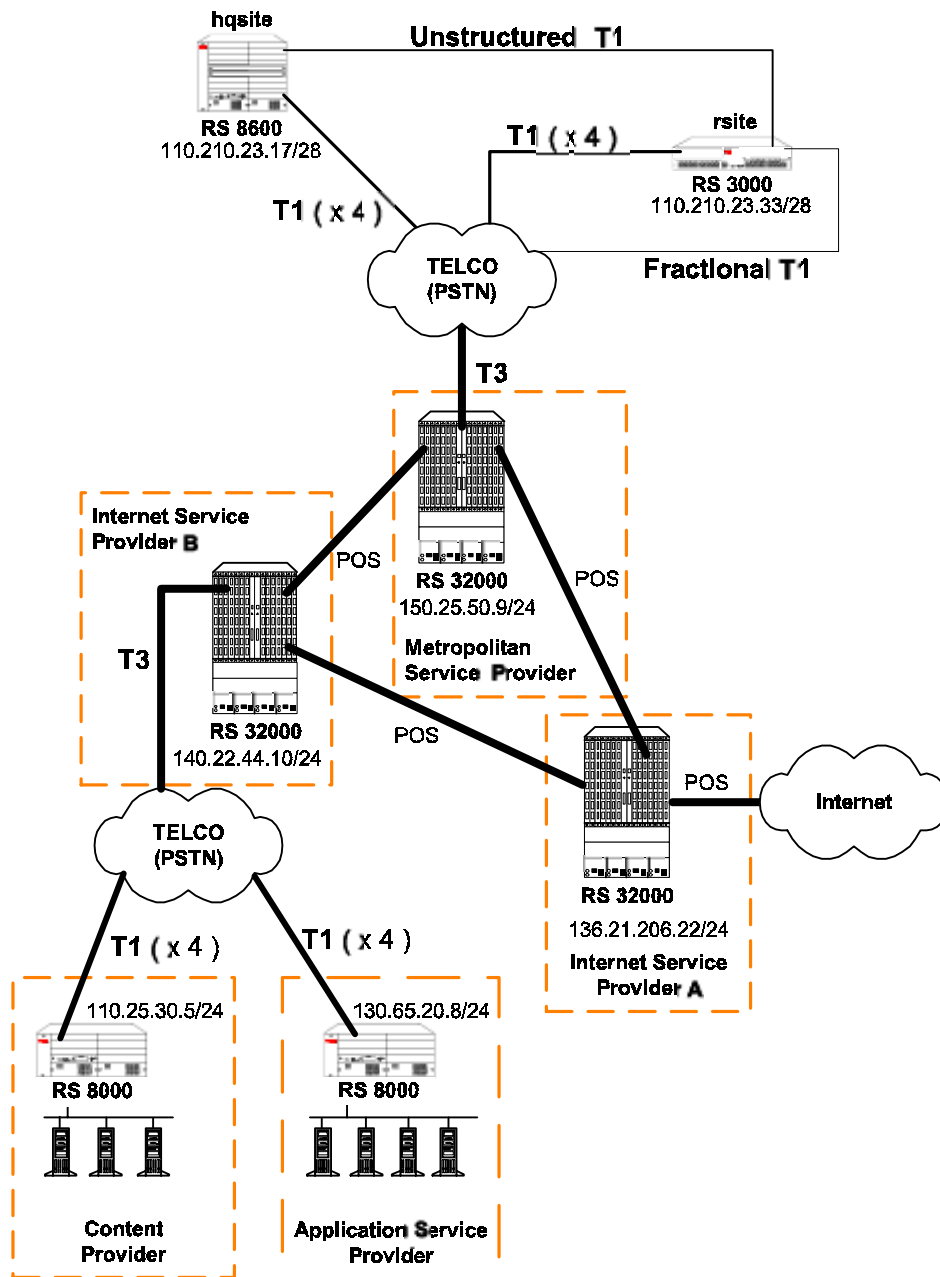 hqsite
Unstructured T1
RS 8600
110.210.23.17/28
rsite
T1 ( x 4 )
RS 3000
110.210.23.33/28
T1 ( x 4 )
TELCO
(PSTN)
Fractional T1
T3
Internet Service
Provider B
POS
RS 32000
150.25.50.9/24
POS
Metropolitan
Service Provider
T3
RS 32000
140.22.44.10/24
POS
POS
Internet
TELCO
(PSTN)
RS 32000
136.21.206.22/24
Internet Service
Provider A
T1 ( x 4 )
T1 ( x 4 )
110.25.30.5/24
130.65.20.8/24
RS 8000
RS 8000
Content
Provider
Application Service
Provider